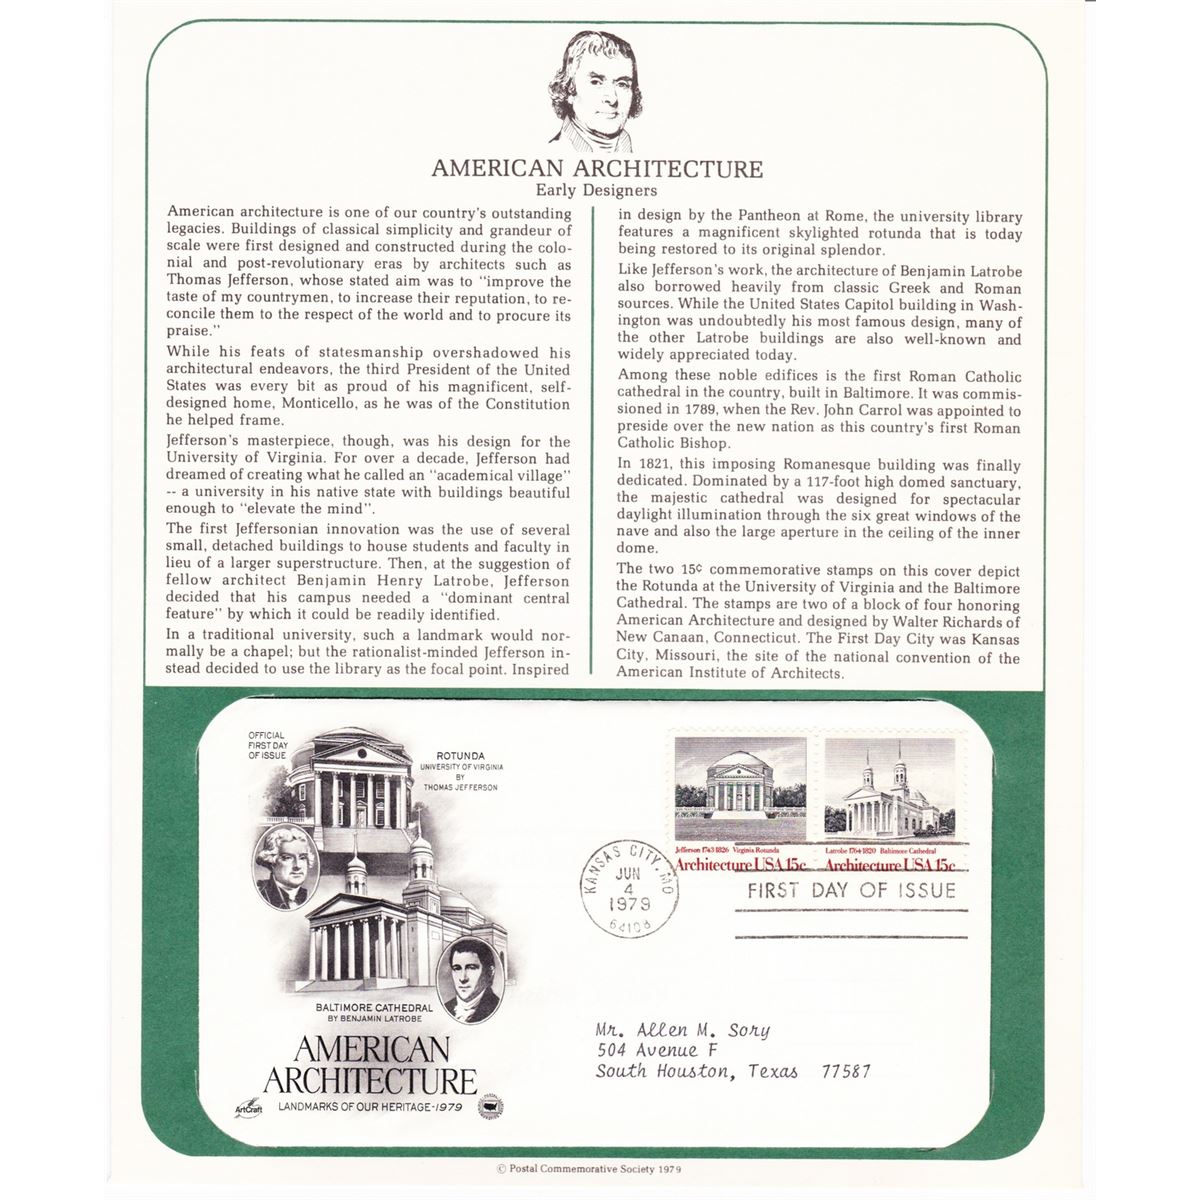 AMERICAN ARCHITECTURE
Early Designers
American architecture is one of our country's outstanding
legacies. Buildings of classical simplicity and grandeur of
scale were first designed and constructed during the colo-
nial and post-revolutionary eras by architects such as
Thomas Jefferson, whose stated aim was to "improve the
taste of my countrymen, to increase their reputation, to re-
concile them to the respect of the world and to procure its
praise."
While his feats of statesmanship overshadowed his
architectural endeavors, the third President of the United
States was every bit as proud of his magnificent, self-
designed home, Monticello, as he was of the Constitution
he helped frame.
Jefferson's masterpiece, though, was his design for the
University of Virginia. For over a decade, Jefferson had
dreamed of creating what he called an "academical village"
-- a university in his native state with buildings beautiful
enough to "elevate the mind".
The first Jeffersonian innovation was the use of several
small, detached buildings to house students and faculty in
lieu of a larger superstructure. Then, at the suggestion of
fellow architect Benjamin Henry Latrobe, Jefferson
decided that his campus needed a "dominant central
feature" by which it could be readily identified.
In a traditional university, such a landmark would nor-
mally be a chapel; but the rationalist-minded Jefferson in-
stead decided to use the library as the focal point. Inspired
in design by the Pantheon at Rome, the university library
features a magnificent skylighted rotunda that is today
being restored to its original splendor.
Like Jefferson's work, the architecture of Benjamin Latrobe
also borrowed heavily from classic Greek and Roman
sources. While the United States Capitol building in Wash-
ington was undoubtedly his most famous design, many of
the other Latrobe buildings are also well-known and
widely appreciated today.
Among these noble edifices is the first Roman Catholic
cathedral in the country, built in Baltimore. It was commis-
sioned in 1789, when the Rev. John Carrol was appointed to
preside over the new nation as this country's first Roman
Catholic Bishop.
In 1821, this imposing Romanesque building was finally
dedicated. Dominated by a 117-foot high domed sanctuary,
the majestic cathedral was designed for spectacular
daylight illumination through the six great windows of the
nave and also the large aperture in the ceiling of the inner
dome.
The two 15¢ commemorative stamps on this cover depict
the Rotunda at the University of Virginia and the Baltimore
Cathedral. The stamps are two of a block of four honoring
American Architecture and designed by Walter Richards of
New Canaan, Connecticut. The First Day City was Kansas
City, Missouri, the site of the national convention of the
American Institute of Architects.
OFFICIAL
FIRST DAY
OF ISSUE
ROTUNDA
UNIVERSITY OF VIRGINIA
BY
THOMAS JEFFERSON
BALTIMORE CATHEDRAL
BY BENJAMIN LATROBE
AMERICAN
ARCHITECTURE
LANDMARKS OF OUR HERITAGE-1979
ArtCraft
Jefferson 1743-1826 Virginia Rotunda
Architecture USA 15c
Latrobe 1764-1820 Baltimore Cathedral
Architecture USA 15c
KANSAS CITY, MO
JUN
4
1979
64108
FIRST DAY OF ISSUE
Mr. Allen M. Sory
504 Avenue F
South Houston, Texas 77587
© Postal Commemorative Society 1979